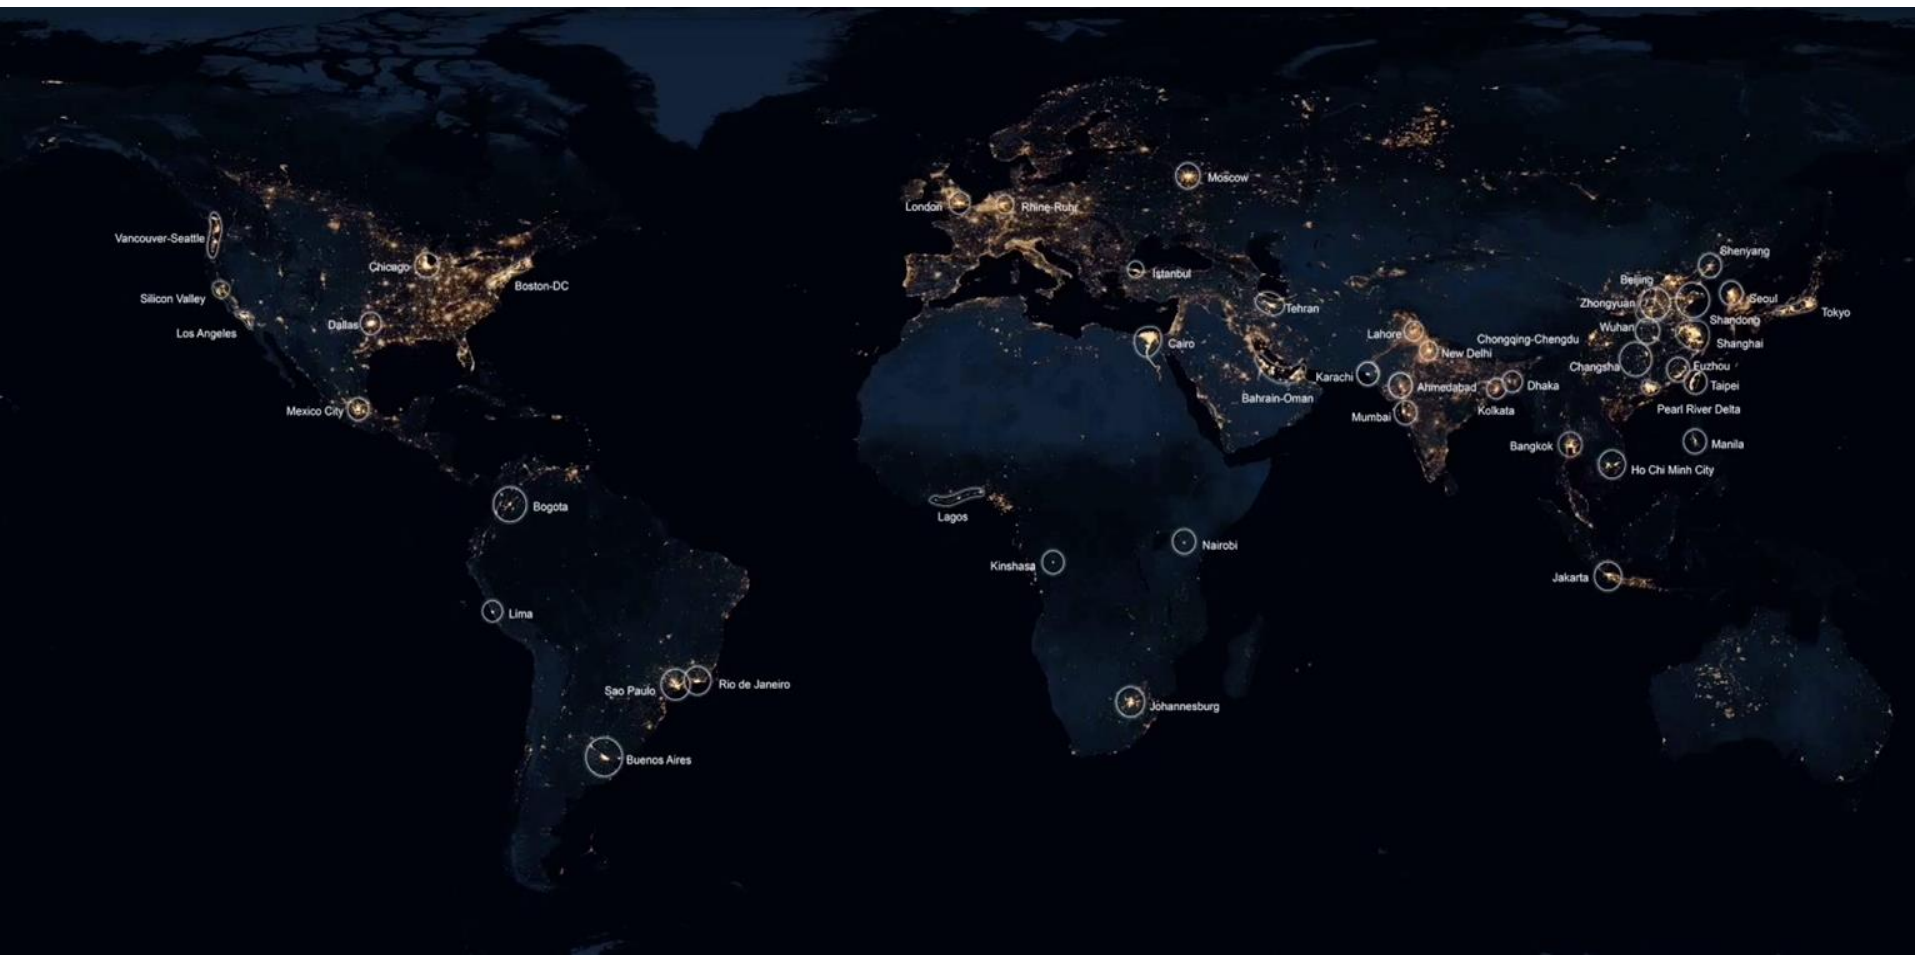 Moscow
London
Rhine-Ruhr
Vancouver-Seattle
Shenyang
Chicago
Istanbul
Beijing
Boston-DC
Silicon Valley
Seoul
Zhongyuan
Tehran
Tokyo
Shandong
Dallas
Wuhan
Los Angeles
Lahore
Chongqing-Chengdu
Cairo
Shanghai
New Delhi
Changsha
Fuzhou
Karachi
Ahmedabad
Dhaka
Taipei
Bahrain-Oman
Mexico City
Kolkata
Pearl River Delta
Mumbai
Manila
Bangkok
Ho Chi Minh City
Bogota
Lagos
Nairobi
Kinshasa
Jakarta
Lima
Rio de Janeiro
Sao Paulo
Johannesburg
Buenos Aires